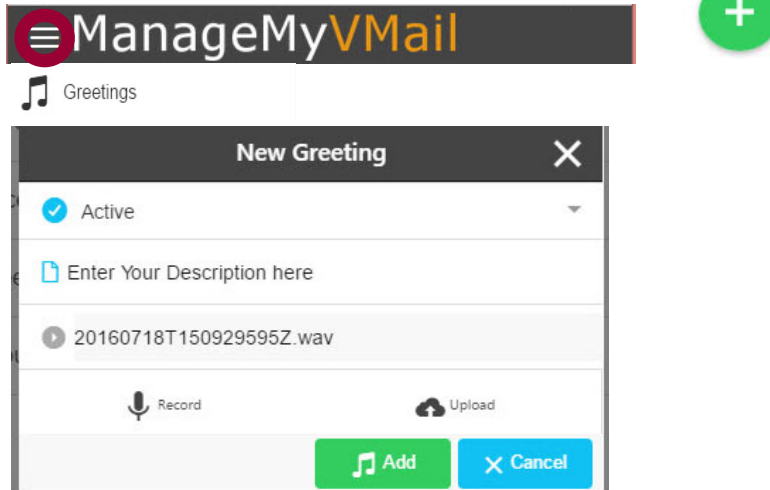 ManageMyVMail
Greetings
New Greeting
Active
Enter Your Description here
20160718T150929595Z.wav
Record Upload
Add Cancel